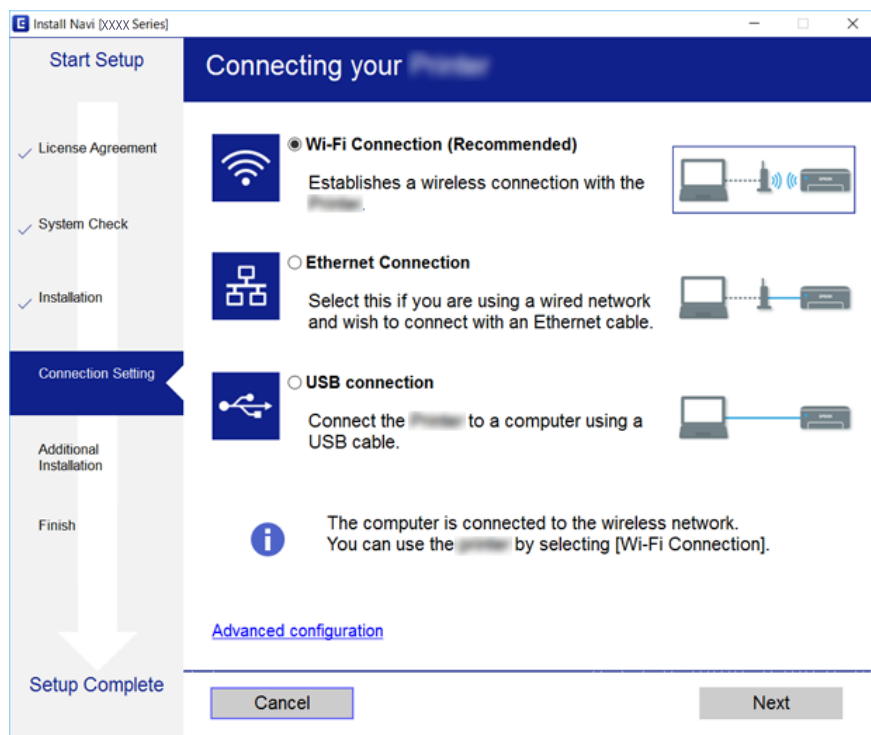 Install Navi [XXXX Series]
Start Setup
License Agreement
System Check
Installation
Connection Setting
Additional
Installation
Finish
Setup Complete
Connecting your
Wi-Fi Connection (Recommended)
Establishes a wireless connection with the
.
Ethernet Connection
Select this if you are using a wired network
and wish to connect with an Ethernet cable.
USB connection
Connect the to a computer using a
USB cable.
The computer is connected to the wireless network.
You can use the by selecting [Wi-Fi Connection].
Advanced configuration
Cancel
Next